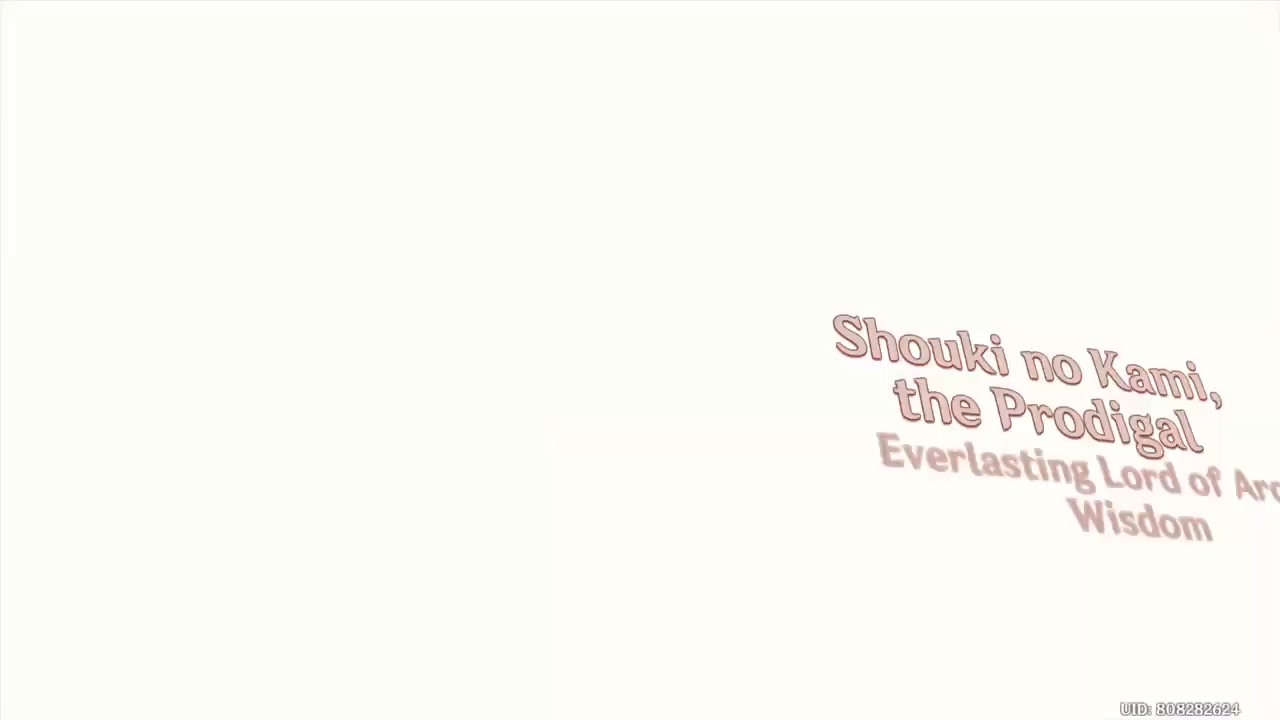 Shouki no Kami,
the Prodigal
Everlasting Lord of
Wisdom
UID: 808282624